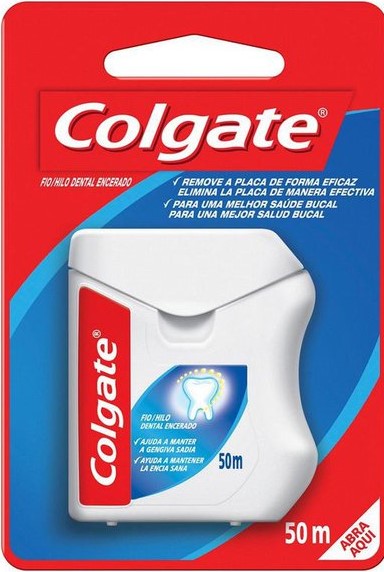 Colgate®
FIO/HILO DENTAL ENCERADO
✓ REMOVE A PLACA DE FORMA EFICAZ
ELIMINA LA PLACA DE MANERA EFECTIVA
✓ PARA UMA MELHOR SAÚDE BUCAL
PARA UNA MEJOR SALUD BUCAL
Colgate®
FIO/HILO
DENTAL ENCERADO
✓ AJUDA A MANTER
A GENGIVA SADIA
✓ AYUDA A MANTENER
LA ENCIA SANA
50m
50 m
ABRA
AQUI